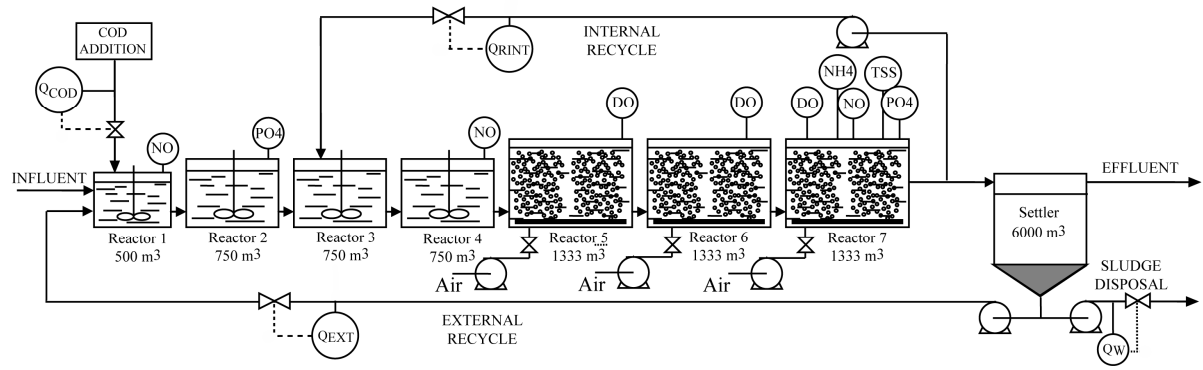 COD
ADDITION
INTERNAL
RECYCLE
QRINT
QCOD
NO
PO4
NO
DO
DO
DO
NH4
NO
TSS
PO4
INFLUENT
EFFLUENT
Reactor 1
500 m3
Reactor 2
750 m3
Reactor 3
750 m3
Reactor 4
750 m3
Reactor 5
1333 m3
Reactor 6
1333 m3
Reactor 7
1333 m3
Settler
6000 m3
Air
Air
Air
SLUDGE
DISPOSAL
EXTERNAL
RECYCLE
QEXT
QW